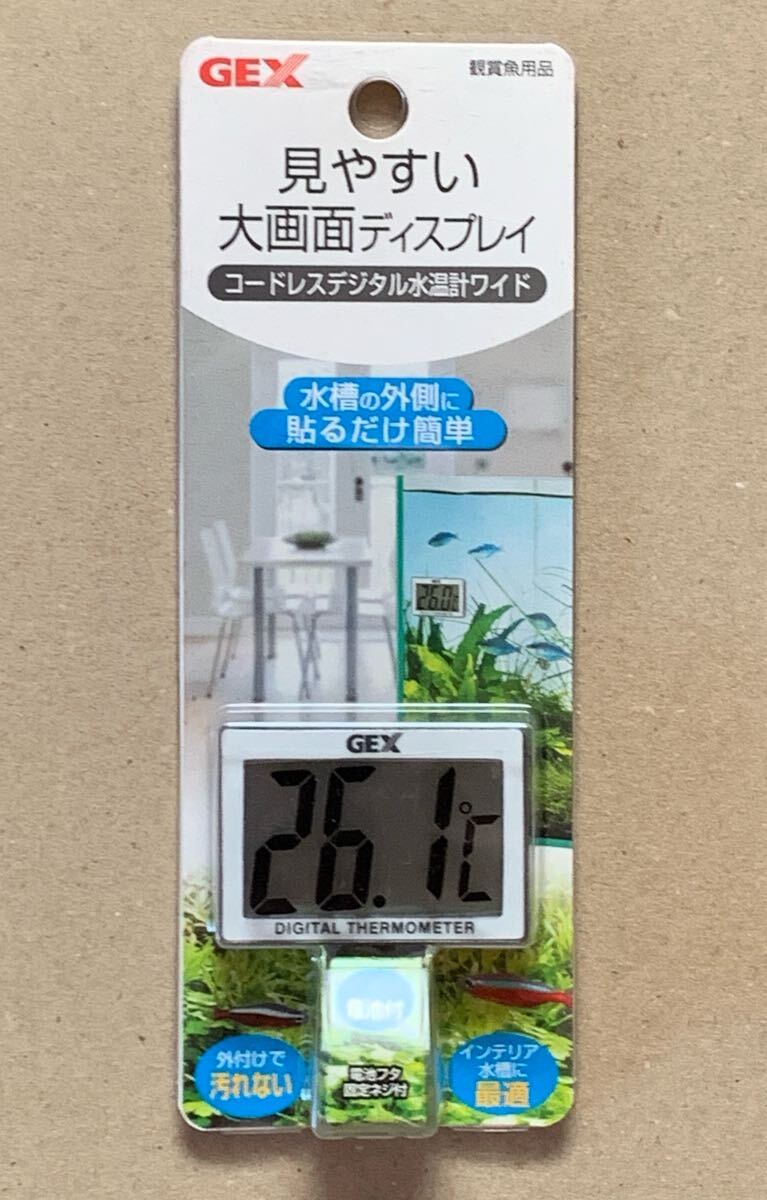 GEX
観賞魚用品
見やすい
大画面ディスプレイ
コードレスデジタル水温計ワイド
水槽の外側に
貼るだけ簡単
26.0℃
GEX
26.1℃
DIGITAL THERMOMETER
電池付
外付けで
汚れない
電池フタ
固定ネジ付
インテリア
水槽に
最適